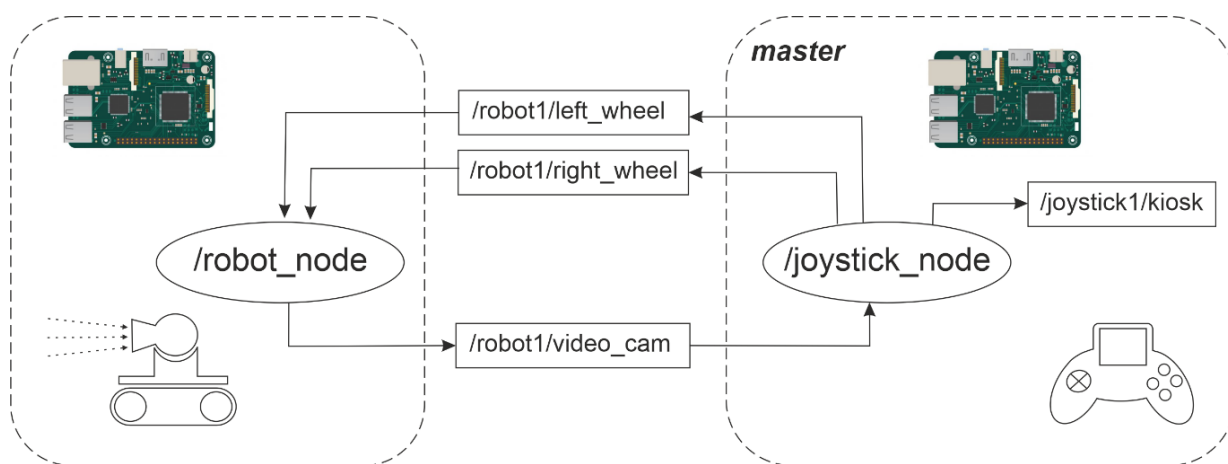 master
/robot1/left_wheel
/robot1/right_wheel
/joystick1/kiosk
/robot_node
/joystick_node
/robot1/video_cam